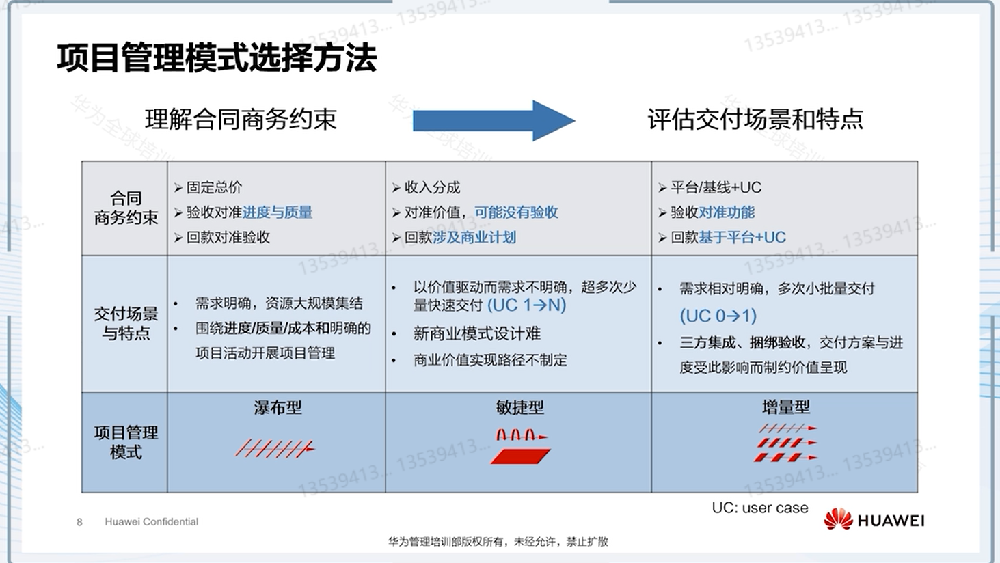 项目管理模式选择方法
理解合同商务约束
评估交付场景和特点
合同
商务约束
➢固定总价
➢验收对准进度与质量
➢回款对准验收
➢收入分成
➢对准价值，可能没有验收
➢回款涉及商业计划
➢平台/基线+UC
➢验收对准功能
➢回款基于平台+UC
交付场景
与特点
• 需求明确，资源大规模集结
• 围绕进度/质量/成本和明确的
项目活动开展项目管理
• 以价值驱动而需求不明确，超多次少
量快速交付 (UC 1→N)
• 新商业模式设计难
• 商业价值实现路径不制定
• 需求相对明确，多次小批量交付
(UC 0→1)
• 三方集成、捆绑验收，交付方案与进
度受此影响而制约价值呈现
项目管理
模式
瀑布型
敏捷型
增量型
UC: user case
8 Huawei Confidential
HUAWEI
华为管理培训部版权所有，未经允许，禁止扩散
13539413... 13539413...
13539413...
华为全球培训